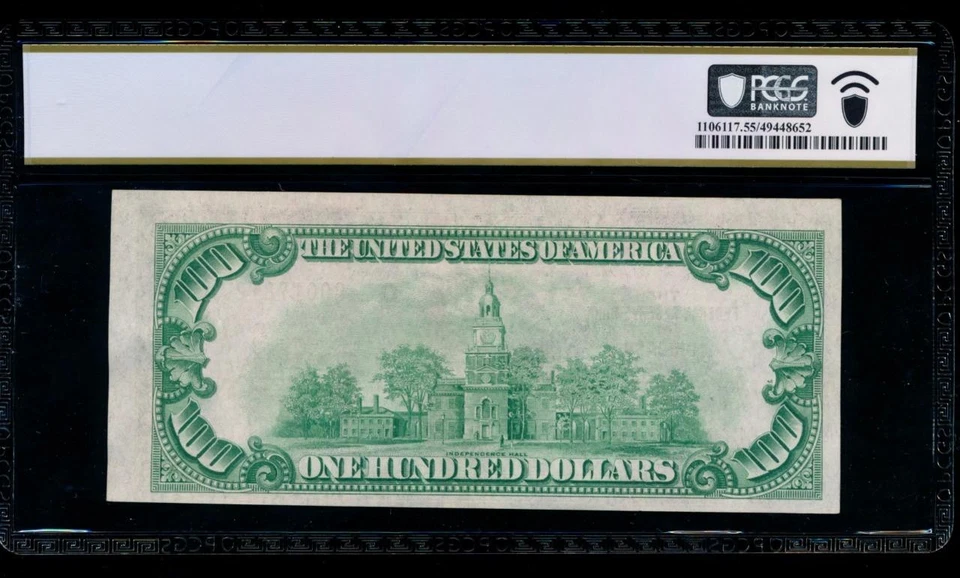 PCGS
BANKNOTE
1106117.55/49448652
100 THE UNITED STATES OF AMERICA 100
INDEPENDENCE HALL
100 ONE HUNDRED DOLLARS 100